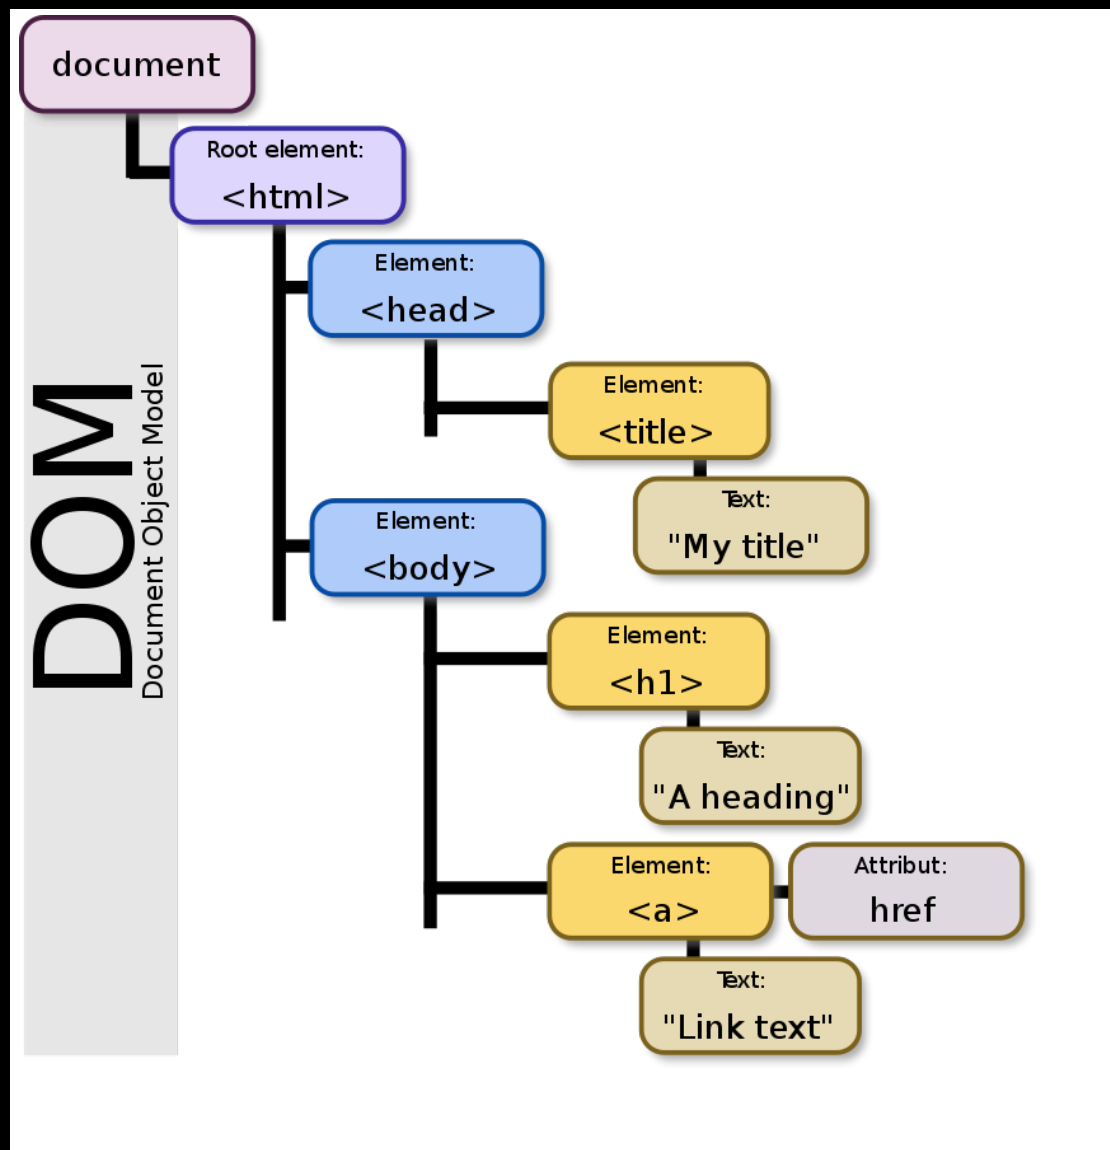 document
Root element:
<html>
Element:
<head>
Element:
<title>
Text:
"My title"
Element:
<body>
Element:
<h1>
Text:
"A heading"
Element:
<a>
Attribut:
href
Text:
"Link text"
DOM
Document Object Model